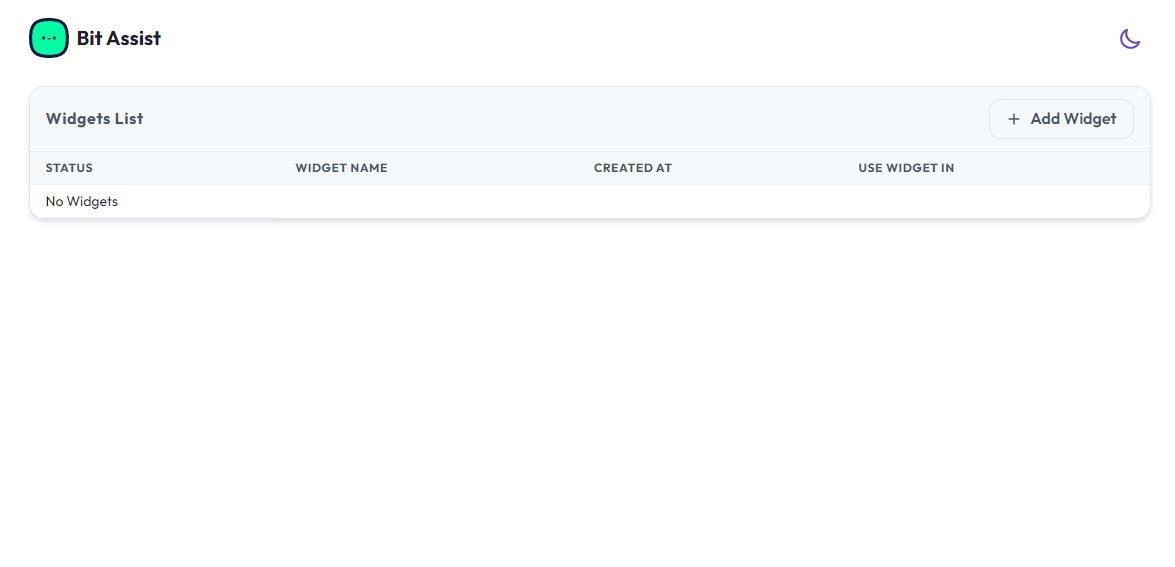 Bit Assist
Widgets List
Add Widget
STATUS WIDGET NAME CREATED AT USE WIDGET IN
No Widgets